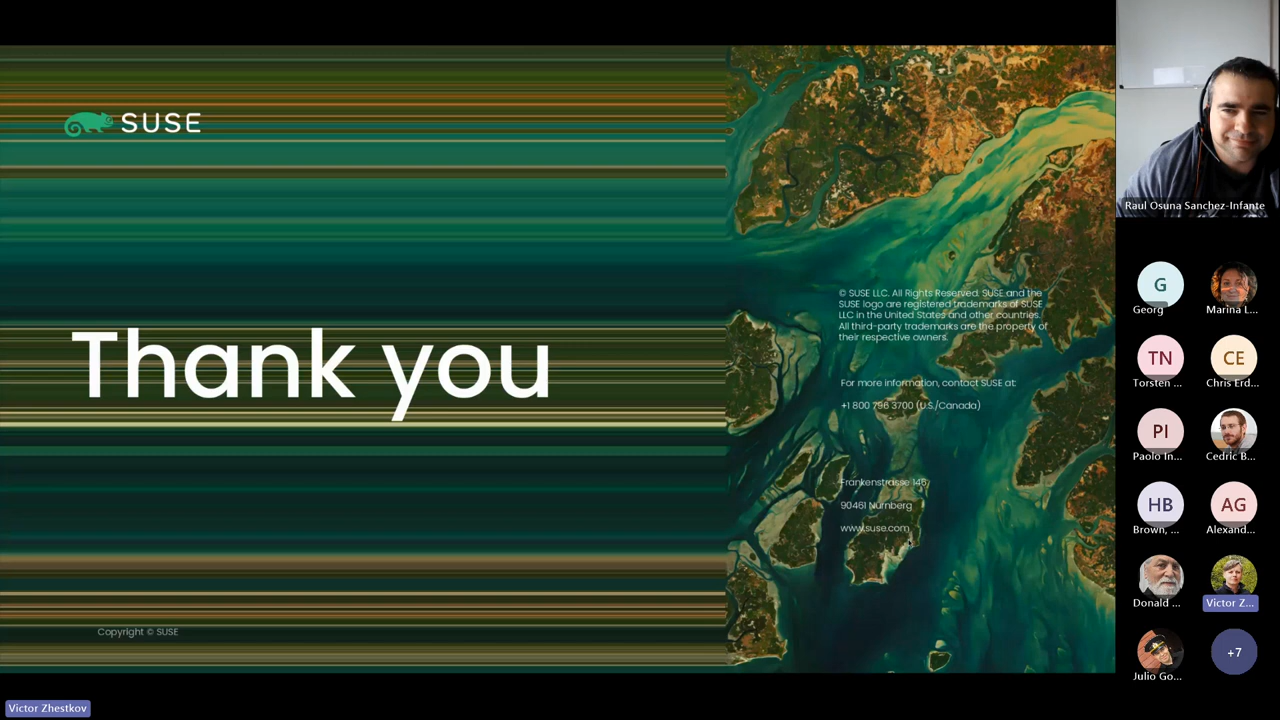 SUSE
Thank you
© SUSE LLC. All Rights Reserved. SUSE and the
SUSE logo are registered trademarks of SUSE
LLC in the United States and other countries.
All third-party trademarks are the property of
their respective owners.
For more information, contact SUSE at:
+1 800 796 3700 (U.S./Canada)
Frankenstrasse 146
90461 Nürnberg
www.suse.com
Copyright © SUSE
Victor Zhestkov
Raul Osuna Sanchez-Infante
G
Georg
Marina L...
TN
Torsten ...
CE
Chris Erd...
PI
Paolo In...
Cedric B...
HB
Brown, ...
AG
Alexand...
Donald ...
Victor Z...
Julio Go...
+7